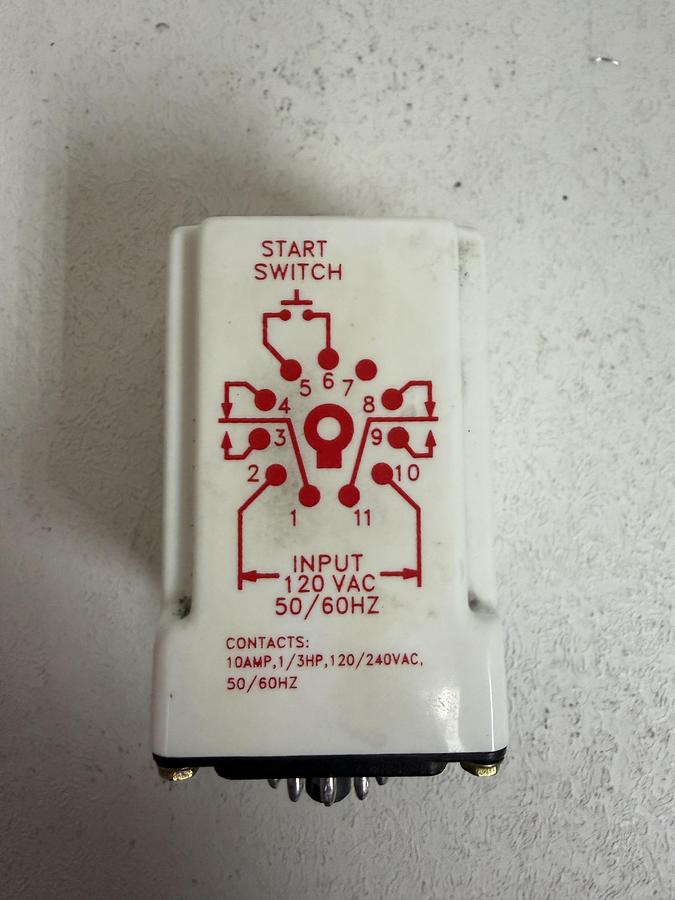 START
SWITCH
5 6 7
4 8
3 9
2 10
1 11
INPUT
120 VAC
50/60HZ
CONTACTS:
10AMP,1/3HP,120/240VAC,
50/60HZ